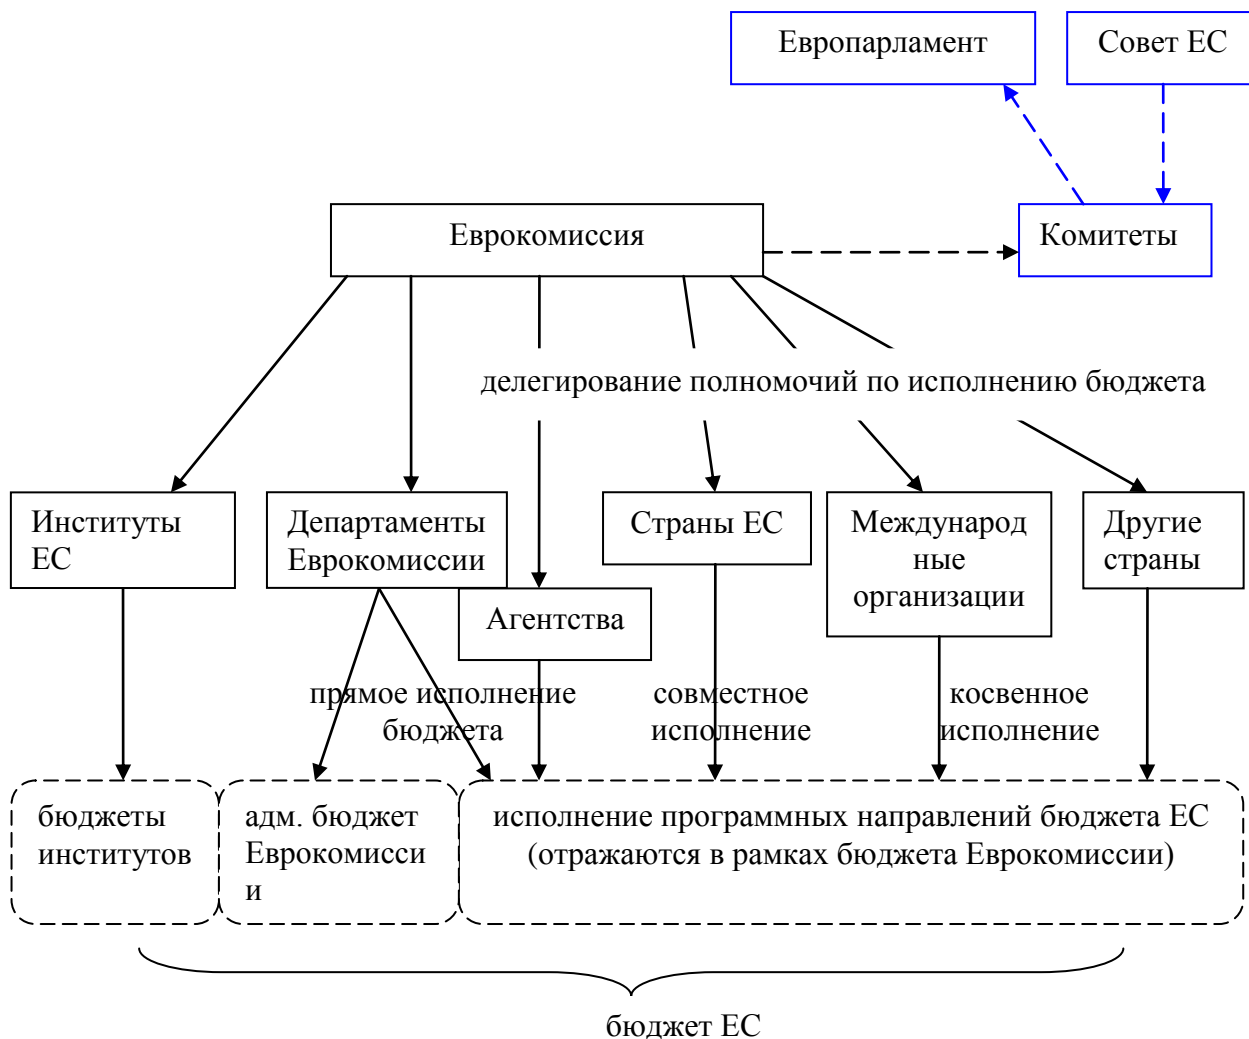 Европарламент
Совет ЕС
Еврокомиссия
Комитеты
делегирование полномочий по исполнению бюджета
Институты
ЕС
Департаменты
Еврокомиссии
Агентства
Страны ЕС
Международ
ные
организации
Другие
страны
прямое исполнение
бюджета
совместное
исполнение
косвенное
исполнение
бюджеты
институтов
адм. бюджет
Еврокомисси
и
исполнение программных направлений бюджета ЕС
(отражаются в рамках бюджета Еврокомиссии)
бюджет ЕС